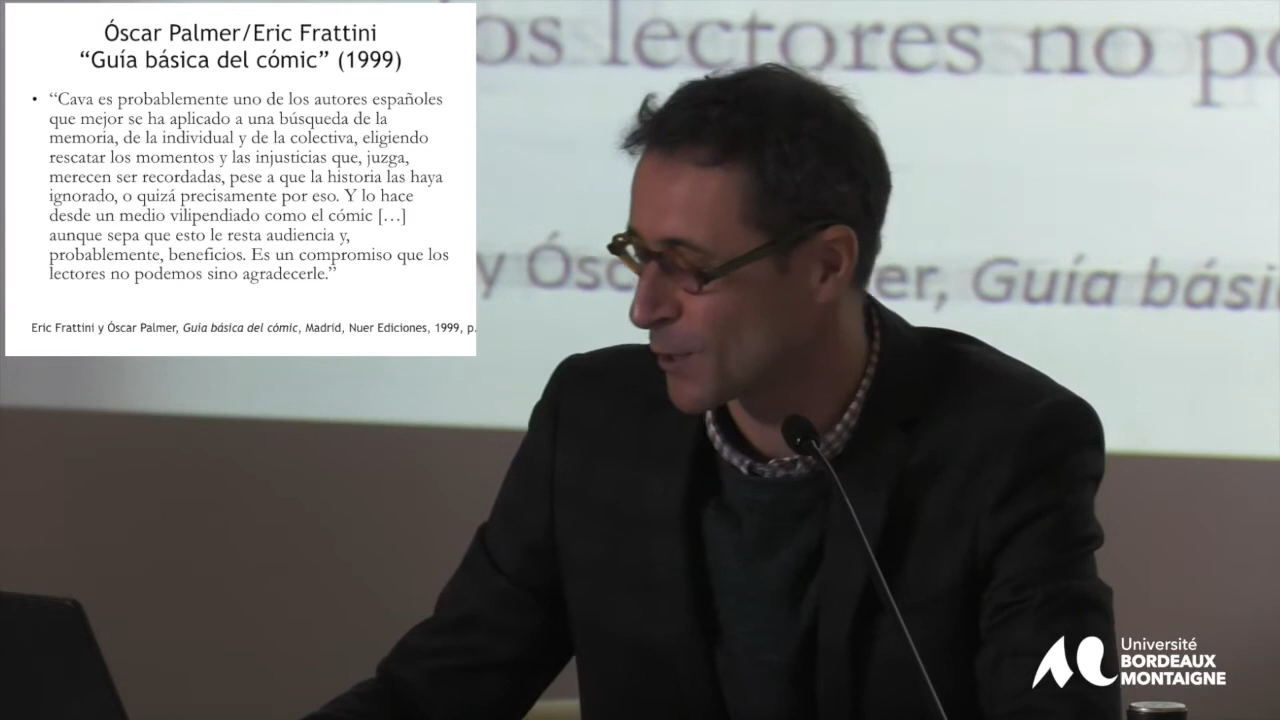 Óscar Palmer/Eric Frattini
“Guía básica del cómic” (1999)
• “Cava es probablemente uno de los autores españoles
que mejor se ha aplicado a una búsqueda de la
memoria, de la individual y de la colectiva, eligiendo
rescatar los momentos y las injusticias que, juzga,
merecen ser recordadas, pese a que la historia las haya
ignorado, o quizá precisamente por eso. Y lo hace
desde un medio vilipendiado como el cómic […]
aunque sepa que esto le resta audiencia y,
probablemente, beneficios. Es un compromiso que los
lectores no podemos sino agradecerle.”
Eric Frattini y Óscar Palmer, Guía básica del cómic, Madrid, Nuer Ediciones, 1999, p.
os lectores no po
y Ósc er, Guía bási
Université
BORDEAUX
MONTAIGNE